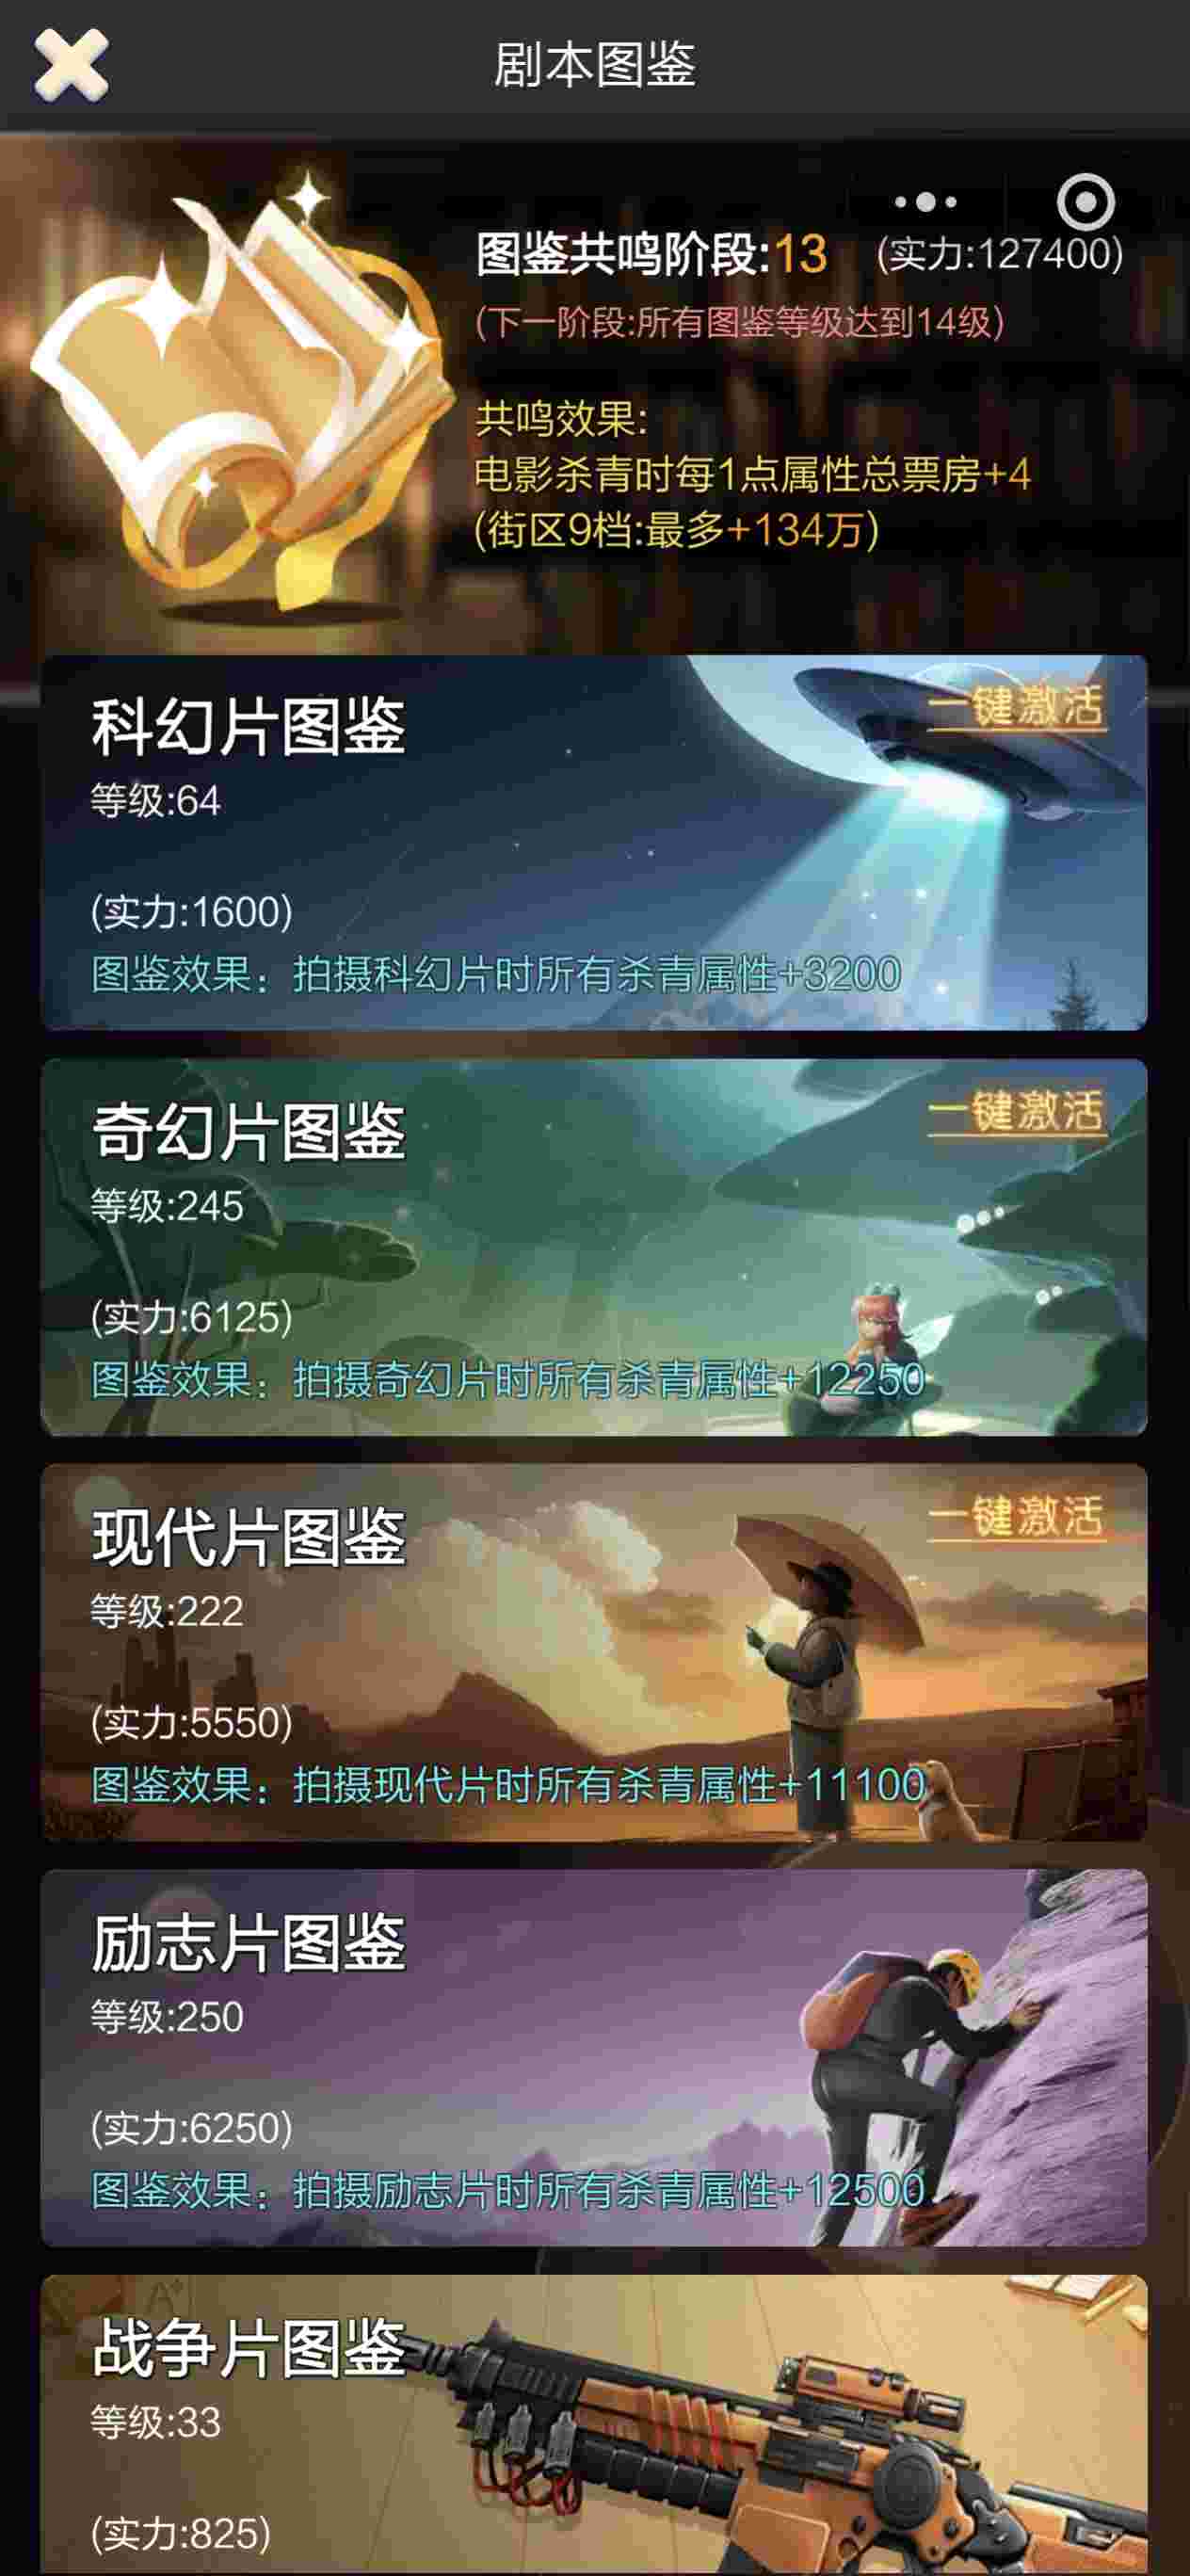 剧本图鉴
图鉴共鸣阶段:13 (实力:127400)
(下一阶段:所有图鉴等级达到14级)
共鸣效果:
电影杀青时每1点属性总票房+4
(街区9档:最多+134万)
科幻片图鉴
一键激活
等级:64
(实力:1600)
图鉴效果：拍摄科幻片时所有杀青属性+3200
奇幻片图鉴
一键激活
等级:245
(实力:6125)
图鉴效果：拍摄奇幻片时所有杀青属性+12250
现代片图鉴
一键激活
等级:222
(实力:5550)
图鉴效果：拍摄现代片时所有杀青属性+11100
励志片图鉴
等级:250
(实力:6250)
图鉴效果：拍摄励志片时所有杀青属性+12500
战争片图鉴
等级:33
(实力:825)